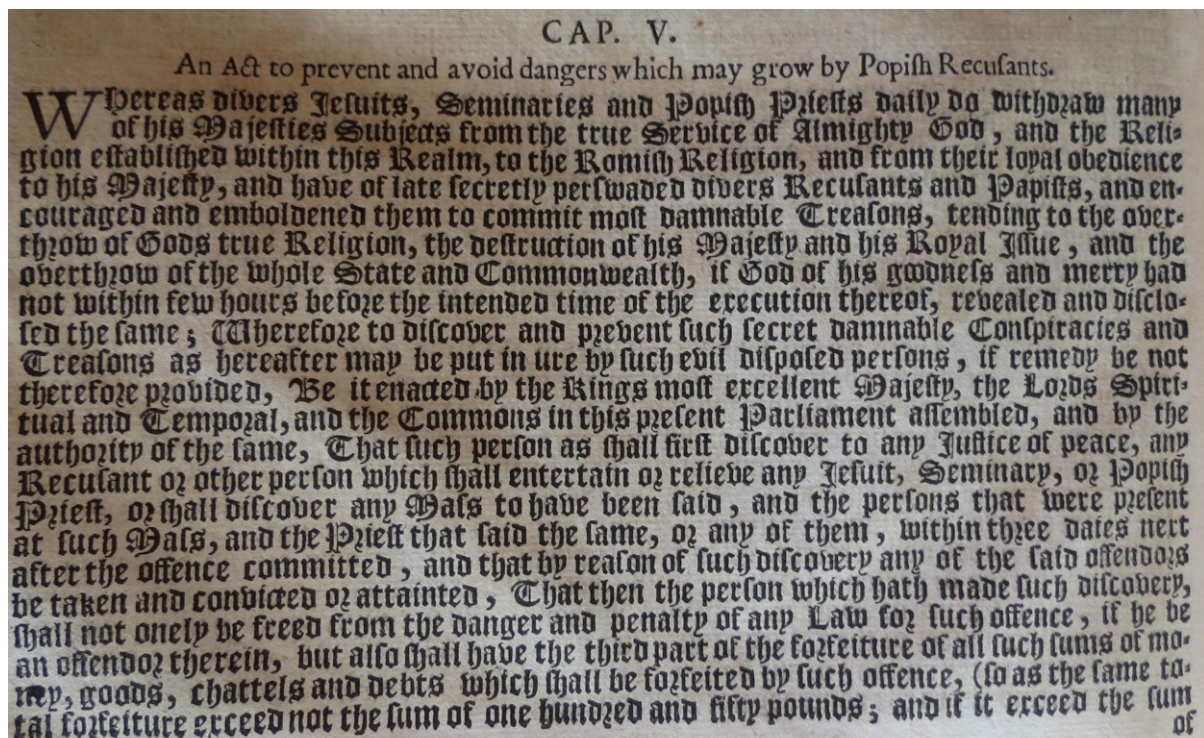 CAP. V.
An Act to prevent and avoid dangers which may grow by Popiſh Recuſants.
Whereas divers Jeſuits, Seminaries and Popiſh Prieſts daily do withdraw many
of his Majeſties Subjects from the true Service of Almighty God, and the Reli-
gion eſtabliſhed within this Realm, to the Romiſh Religion, and from their loyal obedience
to his Majeſty, and have of late ſecretly perſwaded divers Recuſants and Papiſts, and en-
couraged and emboldened them to commit moſt damnable Treaſons, tending to the over-
throw of Gods true Religion, the deſtruction of his Majeſty and his Royal Iſſue, and the
overthrow of the whole State and Commonwealth, if God of his goodneſs and mercy had
not within few hours before the intended time of the execution thereof, revealed and diſclo-
ſed the ſame; Wherefore to diſcover and prevent ſuch ſecret damnable Conſpiracies and
Treaſons as hereafter may be put in ure by ſuch evil diſpoſed perſons, if remedy be not
therefore provided, Be it enacted by the Kings moſt excellent Majeſty, the Lords Spiri-
tual and Temporal, and the Commons in this preſent Parliament aſſembled, and by the
authority of the ſame, That ſuch perſon as ſhall firſt diſcover to any Juſtice of peace, any
Recuſant or other perſon which ſhall entertain or relieve any Jeſuit, Seminary, or Popiſh
Prieſt, or ſhall diſcover any Maſs to have been ſaid, and the perſons that were preſent
at ſuch Maſs, and the Prieſt that ſaid the ſame, or any of them, within three daies next
after the offence committed, and that by reaſon of ſuch diſcovery any of the ſaid offendors
be taken and convicted or attainted, That then the perſon which hath made ſuch diſcovery,
ſhall not onely be freed from the danger and penalty of any Law for ſuch offence, if he be
an offendor therein, but alſo ſhall have the third part of the forfeiture of all ſuch ſums of mo-
ney, goods, chattels and debts which ſhall be forfeited by ſuch offence, (ſo as the ſame to-
tal forfeiture exceed not the ſum of one hundred and fifty pounds; and if it exceed the ſum
of